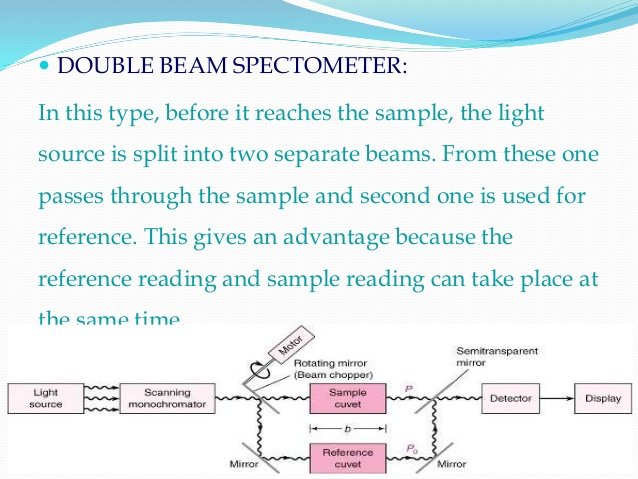 • DOUBLE BEAM SPECTOMETER:
In this type, before it reaches the sample, the light
source is split into two separate beams. From these one
passes through the sample and second one is used for
reference. This gives an advantage because the
reference reading and sample reading can take place at
the same time
Motor
Rotating mirror
(Beam chopper)
Semitransparent
mirror
Light
source
Scanning
monochromator
Sample
cuvet
P
Detector
Display
b
Mirror
Reference
cuvet
P₀
Mirror